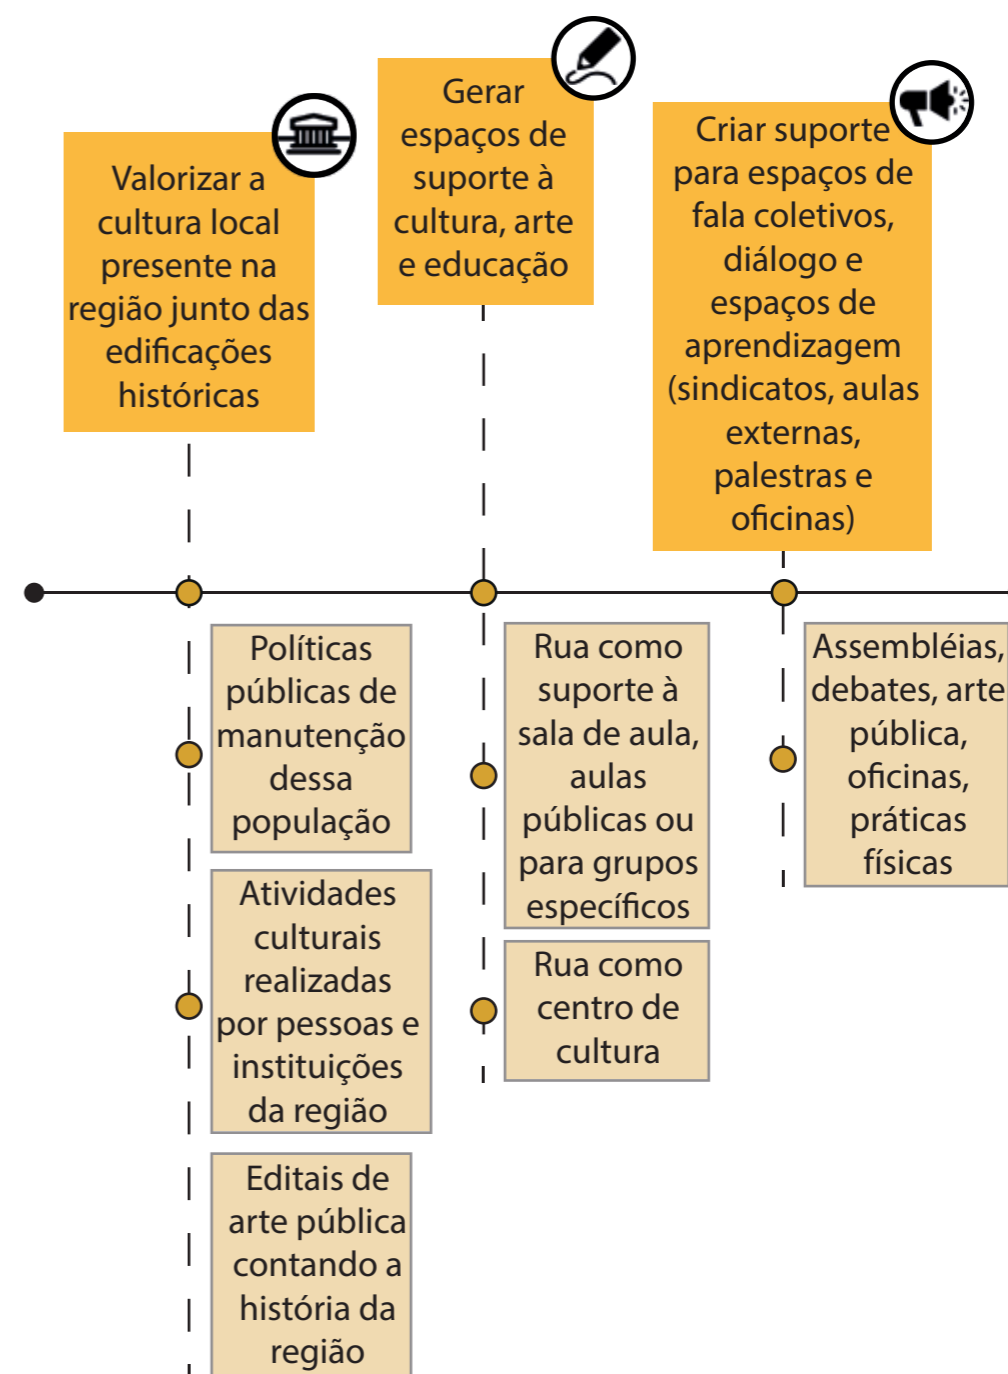 Valorizar a
cultura local
presente na
região junto das
edificações
históricas
Gerar
espaços de
suporte à
cultura, arte
e educação
Criar suporte
para espaços de
fala coletivos,
diálogo e
espaços de
aprendizagem
(sindicatos, aulas
externas,
palestras e
oficinas)
Políticas
públicas de
manutenção
dessa
população
Atividades
culturais
realizadas
por pessoas e
instituições
da região
Editais de
arte pública
contando a
história da
região
Rua como
suporte à
sala de aula,
aulas
públicas ou
para grupos
específicos
Rua como
centro de
cultura
Assembléias,
debates, arte
pública,
oficinas,
práticas
físicas